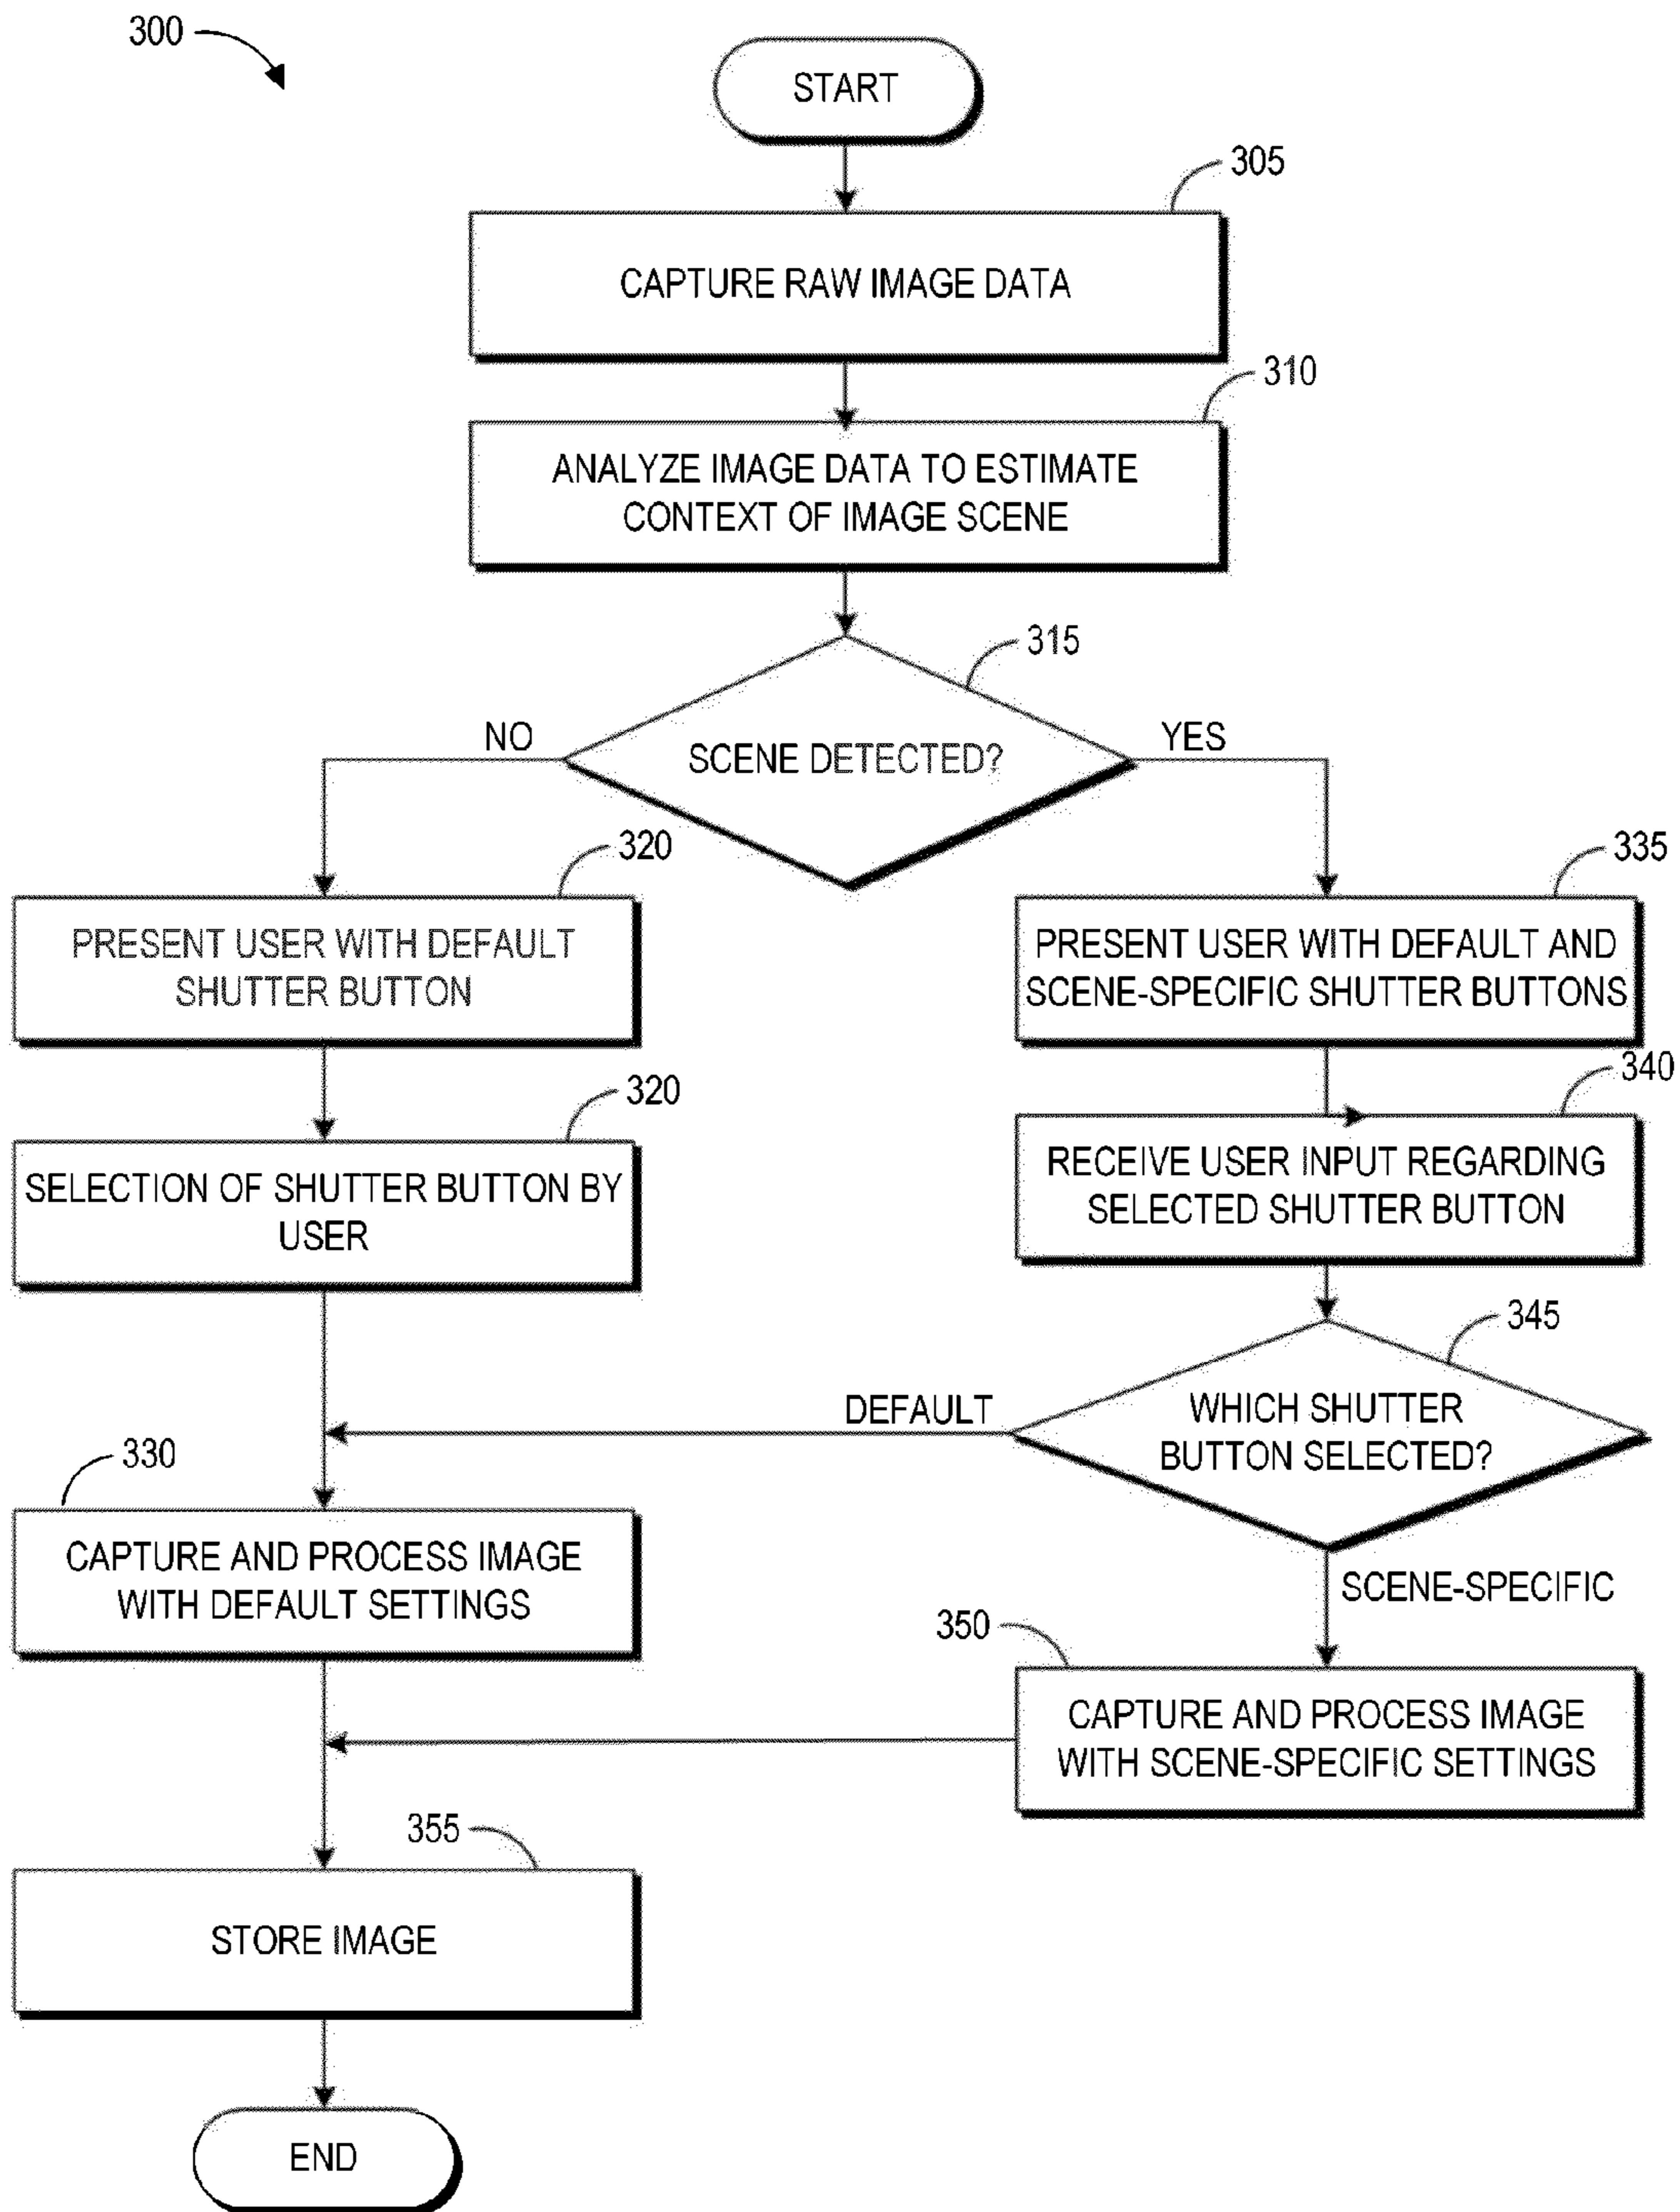 300
START
305
CAPTURE RAW IMAGE DATA
310
ANALYZE IMAGE DATA TO ESTIMATE
CONTEXT OF IMAGE SCENE
315
SCENE DETECTED?
NO
YES
320
PRESENT USER WITH DEFAULT
SHUTTER BUTTON
335
PRESENT USER WITH DEFAULT AND
SCENE-SPECIFIC SHUTTER BUTTONS
320
SELECTION OF SHUTTER BUTTON BY
USER
340
RECEIVE USER INPUT REGARDING
SELECTED SHUTTER BUTTON
345
WHICH SHUTTER
BUTTON SELECTED?
DEFAULT
SCENE-SPECIFIC
330
CAPTURE AND PROCESS IMAGE
WITH DEFAULT SETTINGS
350
CAPTURE AND PROCESS IMAGE
WITH SCENE-SPECIFIC SETTINGS
355
STORE IMAGE
END